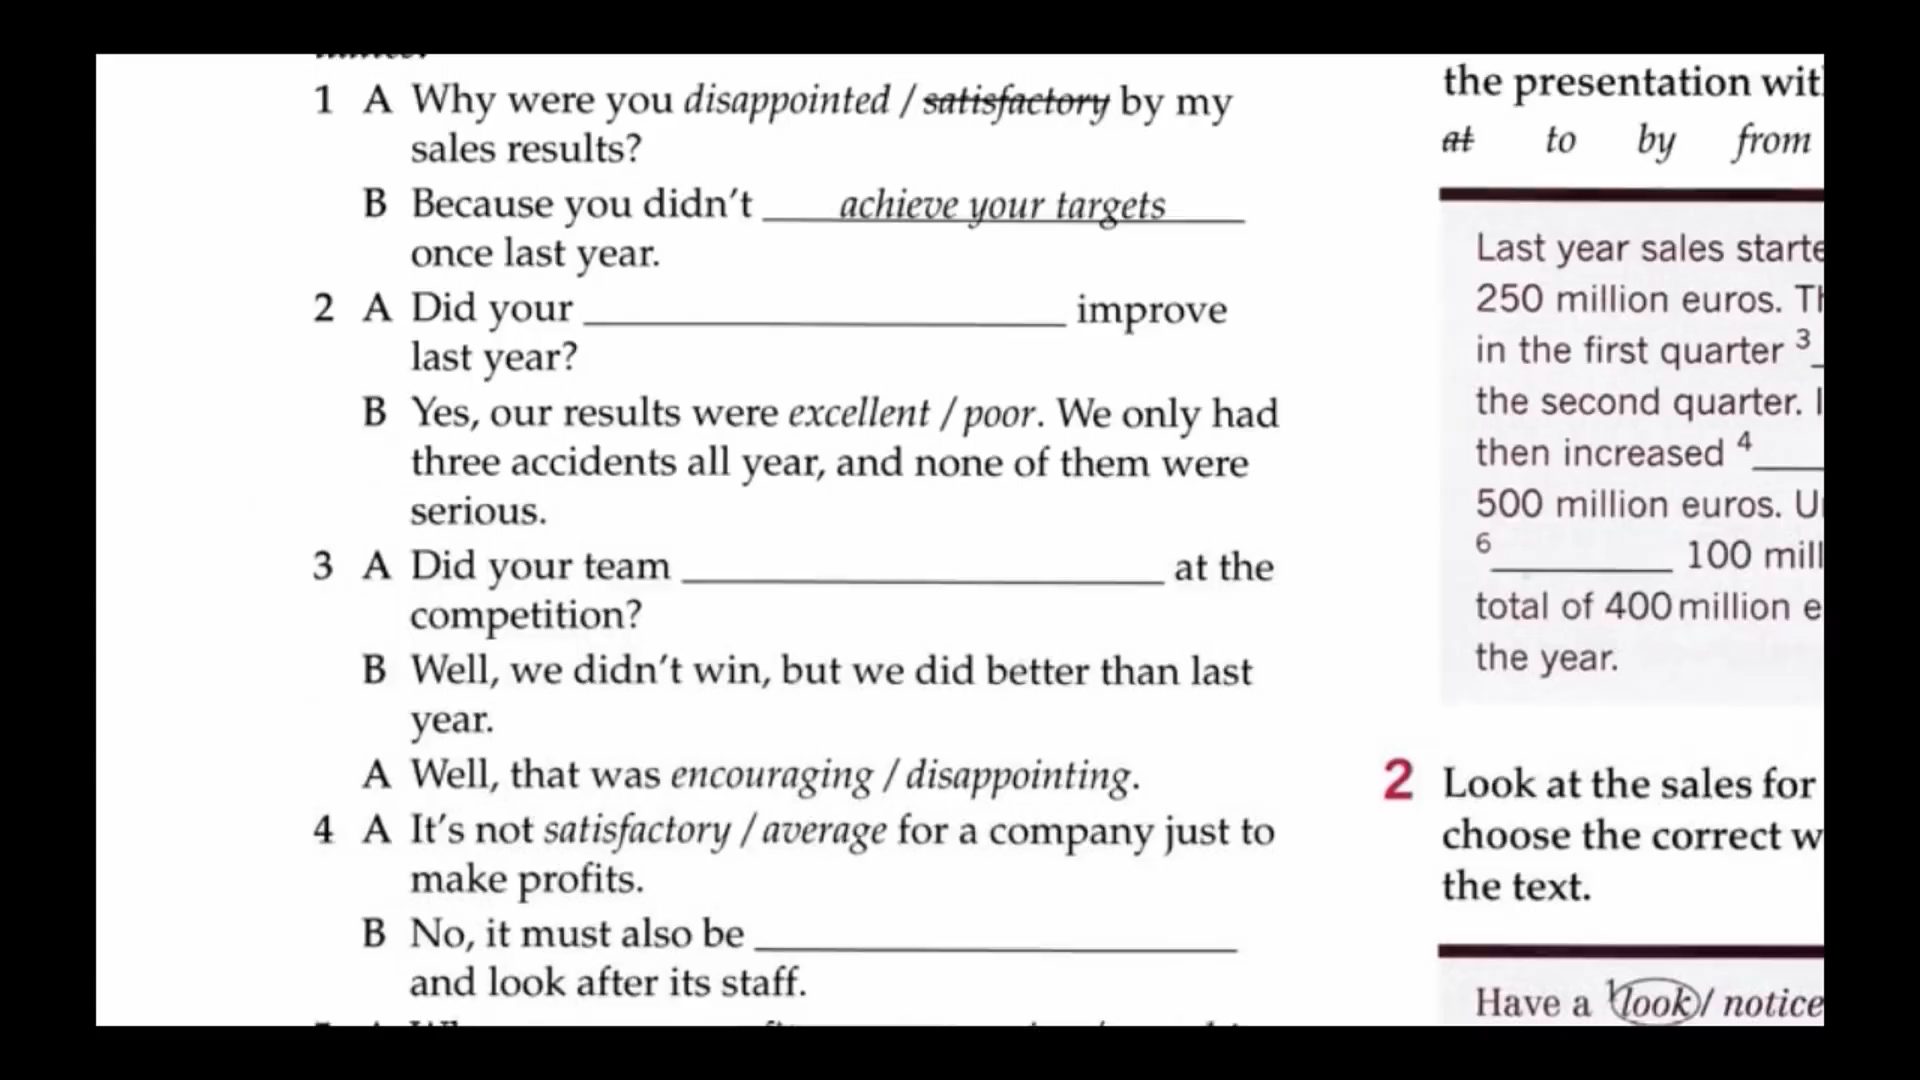 1 A Why were you disappointed / satisfactory by my
sales results?
B Because you didn't achieve your targets
once last year.
2 A Did your ____ improve
last year?
B Yes, our results were excellent / poor. We only had
three accidents all year, and none of them were
serious.
3 A Did your team ____ at the
competition?
B Well, we didn't win, but we did better than last
year.
A Well, that was encouraging / disappointing.
4 A It's not satisfactory / average for a company just to
make profits.
B No, it must also be ____
and look after its staff.
the presentation wit
at to by from
Last year sales starte
250 million euros. Th
in the first quarter 3
the second quarter. I
then increased 4
500 million euros. U
6 ____ 100 mill
total of 400 million e
the year.
2 Look at the sales for
choose the correct w
the text.
Have a 1 look / notice